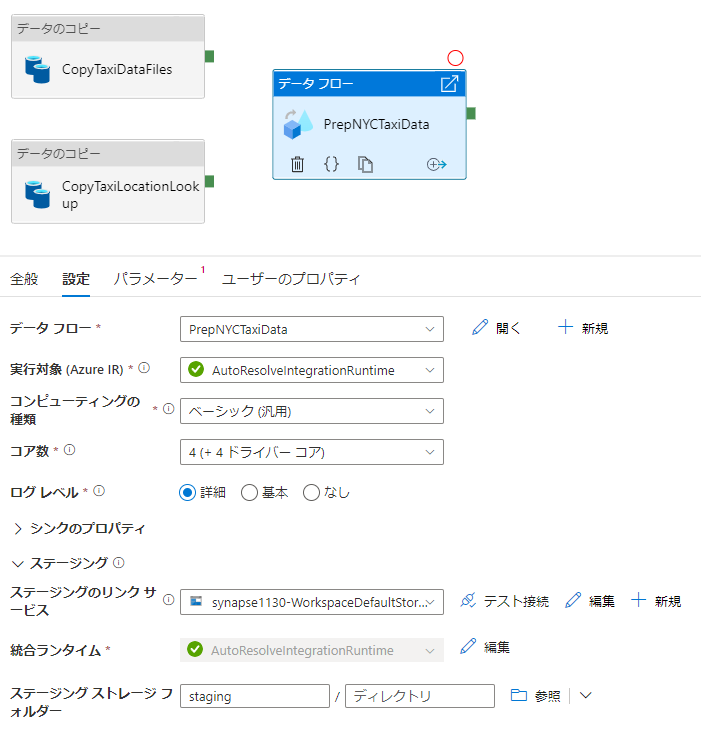 データのコピー
CopyTaxiDataFiles
データ フロー
PrepNYCTaxiData
データのコピー
CopyTaxiLocationLook
up
全般 設定 パラメーター 1 ユーザーのプロパティ
データ フロー * PrepNYCTaxiData 開く 新規
実行対象 (Azure IR) * AutoResolveIntegrationRuntime
コンピューティングの
種類 * ベーシック (汎用)
コア数 * 4 (+ 4 ドライバー コア)
ログ レベル * 詳細 基本 なし
シンクのプロパティ
ステージング
ステージングのリンク サ
ービス synapse1130-WorkspaceDefaultStor... テスト接続 編集 新規
統合ランタイム * AutoResolveIntegrationRuntime 編集
ステージング ストレージ フ
ォルダー staging / ディレクトリ 参照